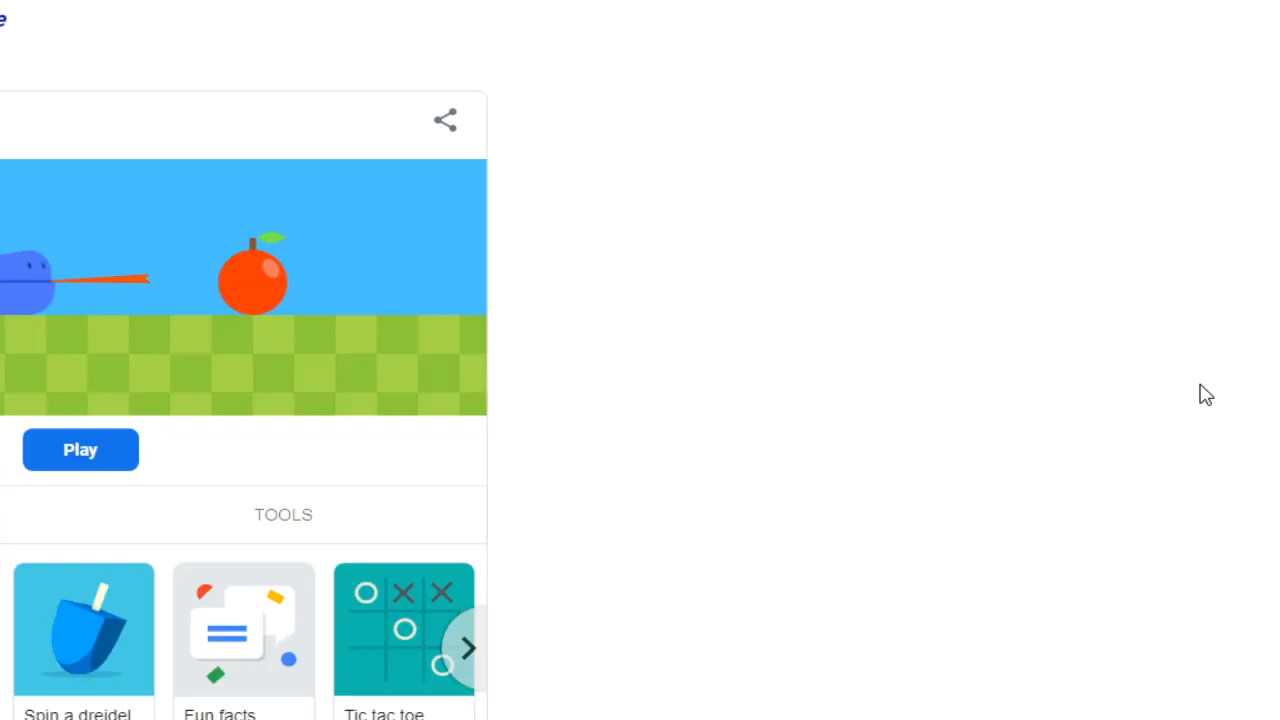 e
Play
TOOLS
Spin a dreidel
Fun facts
Tic tac toe